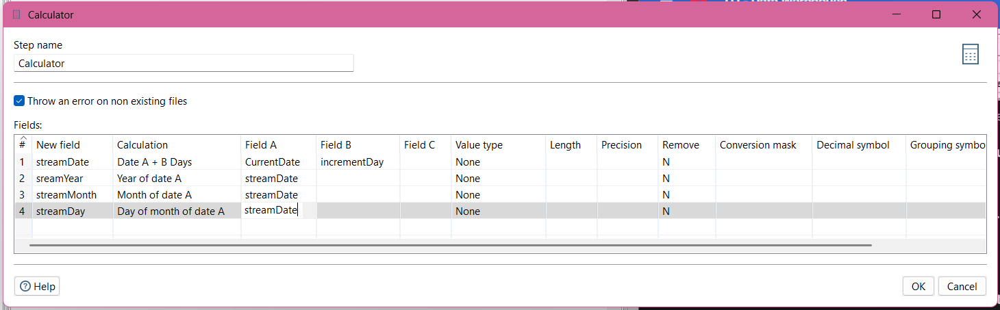 Calculator
Step name
Calculator
Throw an error on non existing files
Fields:
# New field Calculation Field A Field B Field C Value type Length Precision Remove Conversion mask Decimal symbol Grouping symbo
1 streamDate Date A + B Days CurrentDate incrementDay None N
2 sreamYear Year of date A streamDate None N
3 streamMonth Month of date A streamDate None N
4 streamDay Day of month of date A streamDate None N
Help OK Cancel